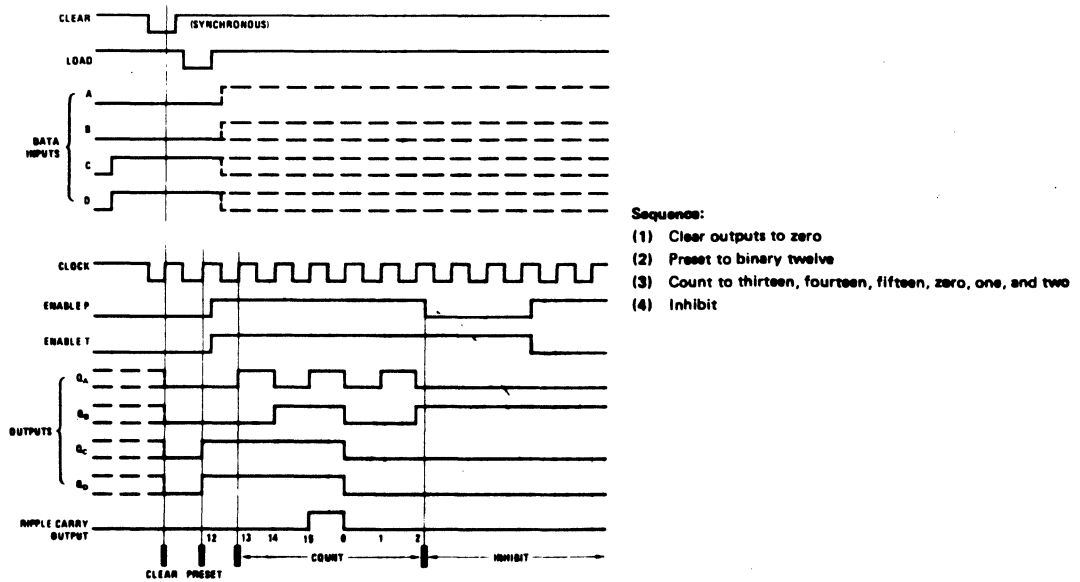 CLEAR
(SYNCHRONOUS)
LOAD
DATA INPUTS
A
B
C
D
CLOCK
ENABLE P
ENABLE T
OUTPUTS
QA
QB
QC
QD
RIPPLE CARRY
OUTPUT
12 13 14 15 0 1 2
COUNT
INHIBIT
CLEAR PRESET
Sequence:
(1) Clear outputs to zero
(2) Preset to binary twelve
(3) Count to thirteen, fourteen, fifteen, zero, one, and two
(4) Inhibit